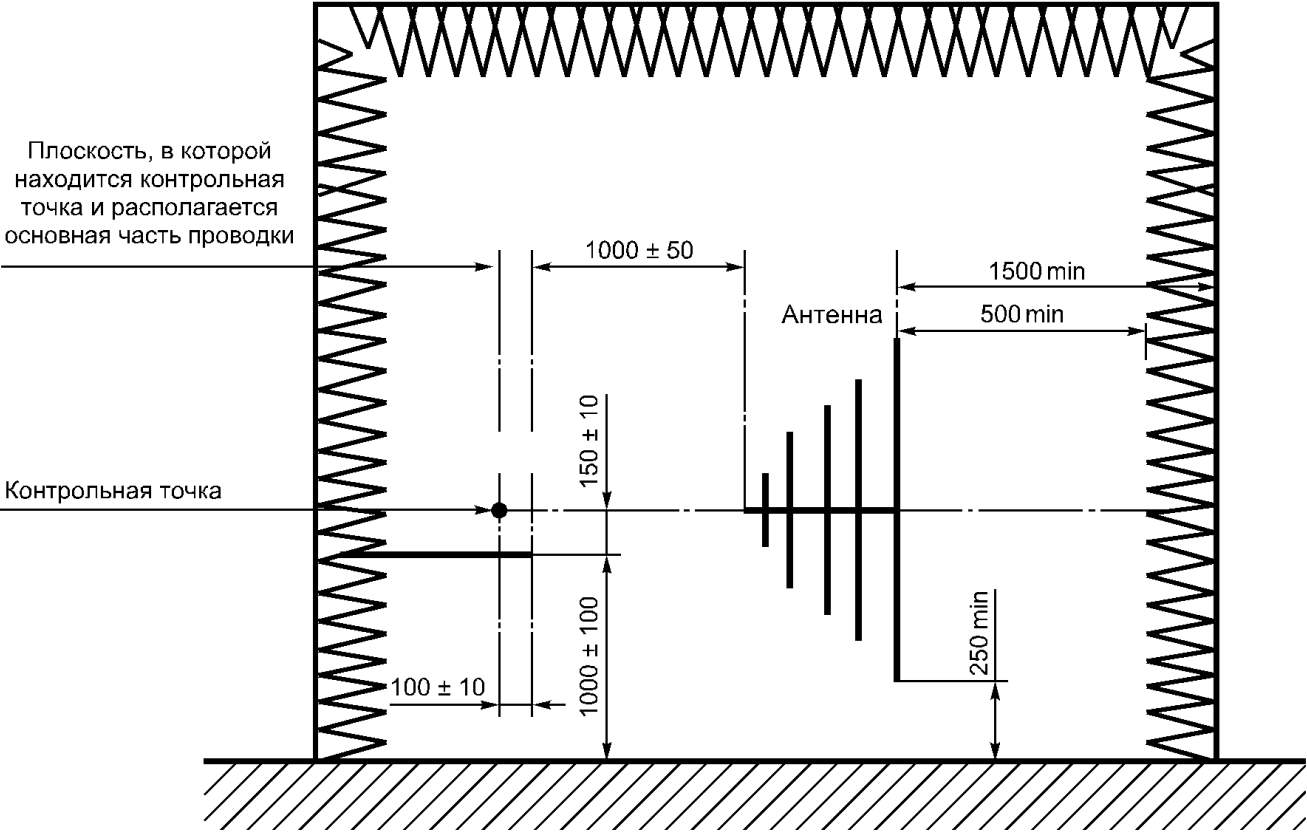 Плоскость, в которой
находится контрольная
точка и располагается
основная часть проводки
1000 ± 50
1500 min
Антенна
500 min
150 ± 10
Контрольная точка
250 min
1000 ± 100
100 ± 10